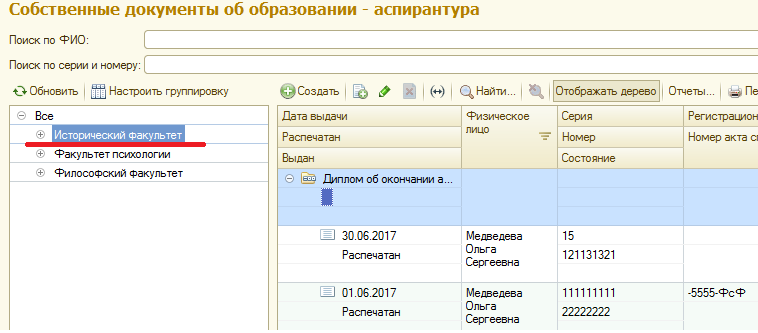 Собственные документы об образовании - аспирантура
Поиск по ФИО:
Поиск по серии и номеру:
Обновить Настроить группировку
Создать Найти... Отображать дерево Отчеты...
Все
Исторический факультет
Факультет психологии
Философский факультет
Дата выдачи Физическое лицо Серия
Распечатан Номер Номер акта
Выдан Состояние
Диплом об окончании а...
30.06.2017 Медведева Ольга Сергеевна 15
Распечатан 121131321
01.06.2017 Медведева Ольга Сергеевна 111111111 -5555-ФсФ
Распечатан 22222222